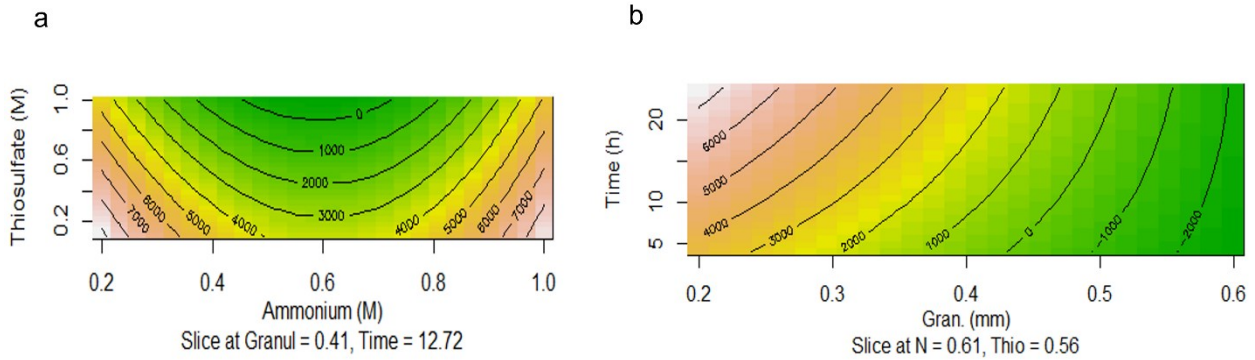 a
Thiosulfate (M)
1.0
0.6
0.2
0
1000
2000
3000
4000
5000
6000
7000
4000
5000
6000
7000
0.2 0.4 0.6 0.8 1.0
Ammonium (M)
Slice at Granul = 0.41, Time = 12.72
b
Time (h)
20
10
5
6000
5000
4000
3000
2000
1000
0
-1000
-2000
0.2 0.3 0.4 0.5 0.6
Gran. (mm)
Slice at N = 0.61, Thio = 0.56